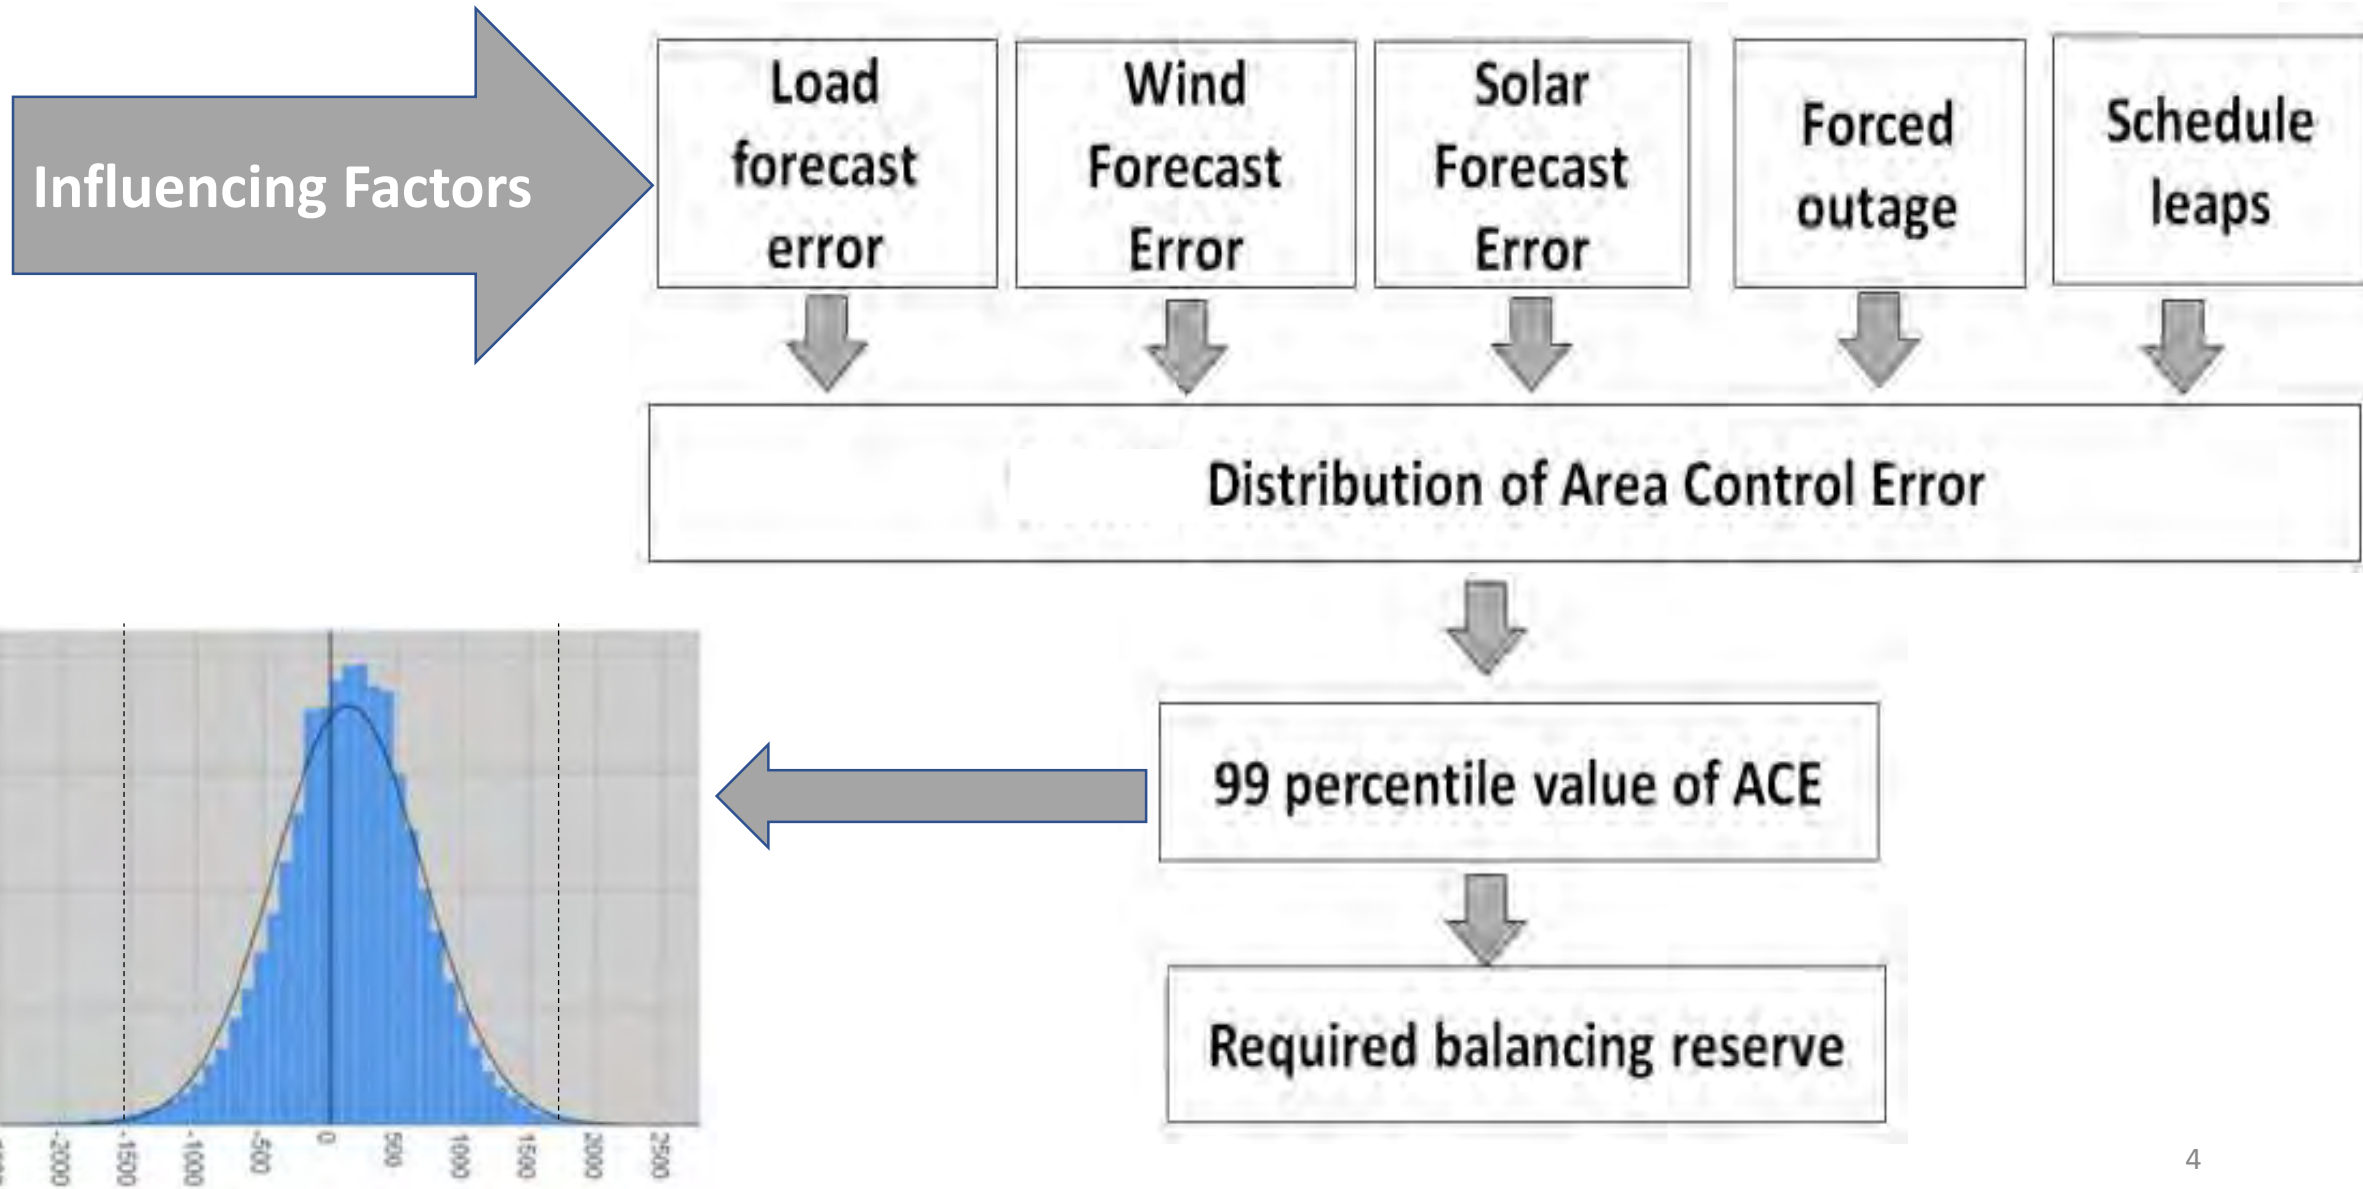 Influencing Factors
Load
forecast
error
Wind
Forecast
Error
Solar
Forecast
Error
Forced
outage
Schedule
leaps
Distribution of Area Control Error
99 percentile value of ACE
Required balancing reserve
-2000
-1500
-1000
-500
0
500
1000
1500
2000
2500
4